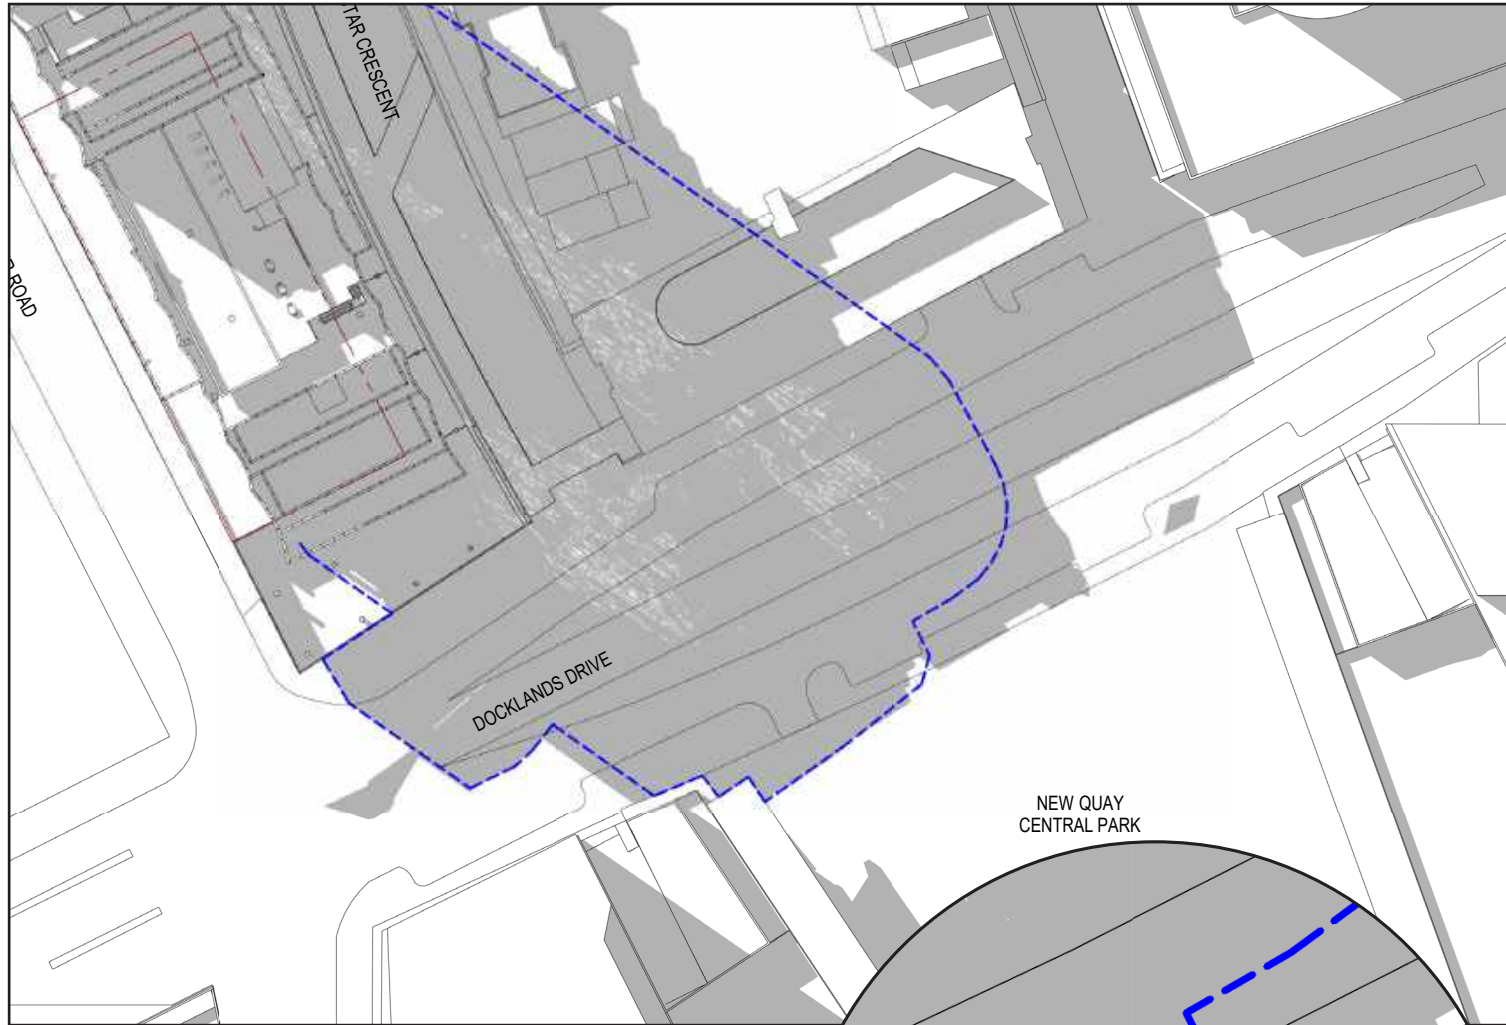 TAR CRESCENT
ROAD
DOCKLANDS DRIVE
NEW QUAY
CENTRAL PARK